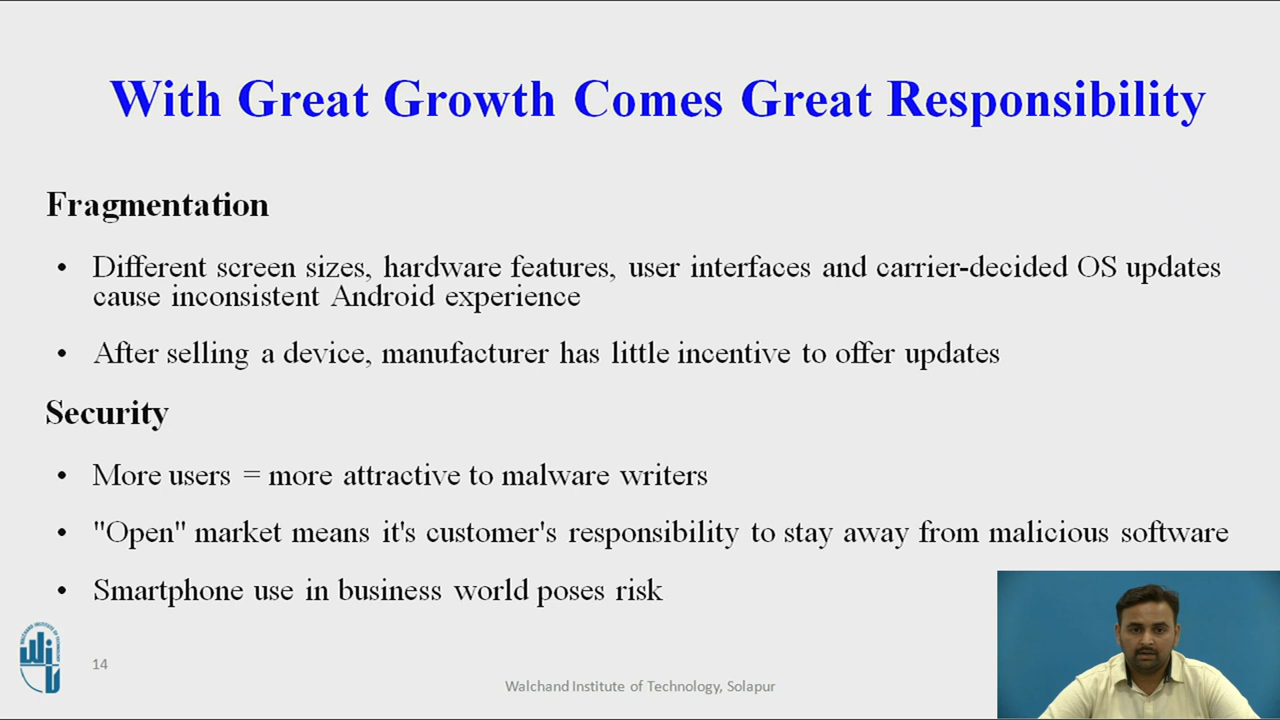 With Great Growth Comes Great Responsibility
Fragmentation
• Different screen sizes, hardware features, user interfaces and carrier-decided OS updates
cause inconsistent Android experience
• After selling a device, manufacturer has little incentive to offer updates
Security
• More users = more attractive to malware writers
• "Open" market means it's customer's responsibility to stay away from malicious software
• Smartphone use in business world poses risk
14
Walchand Institute of Technology, Solapur